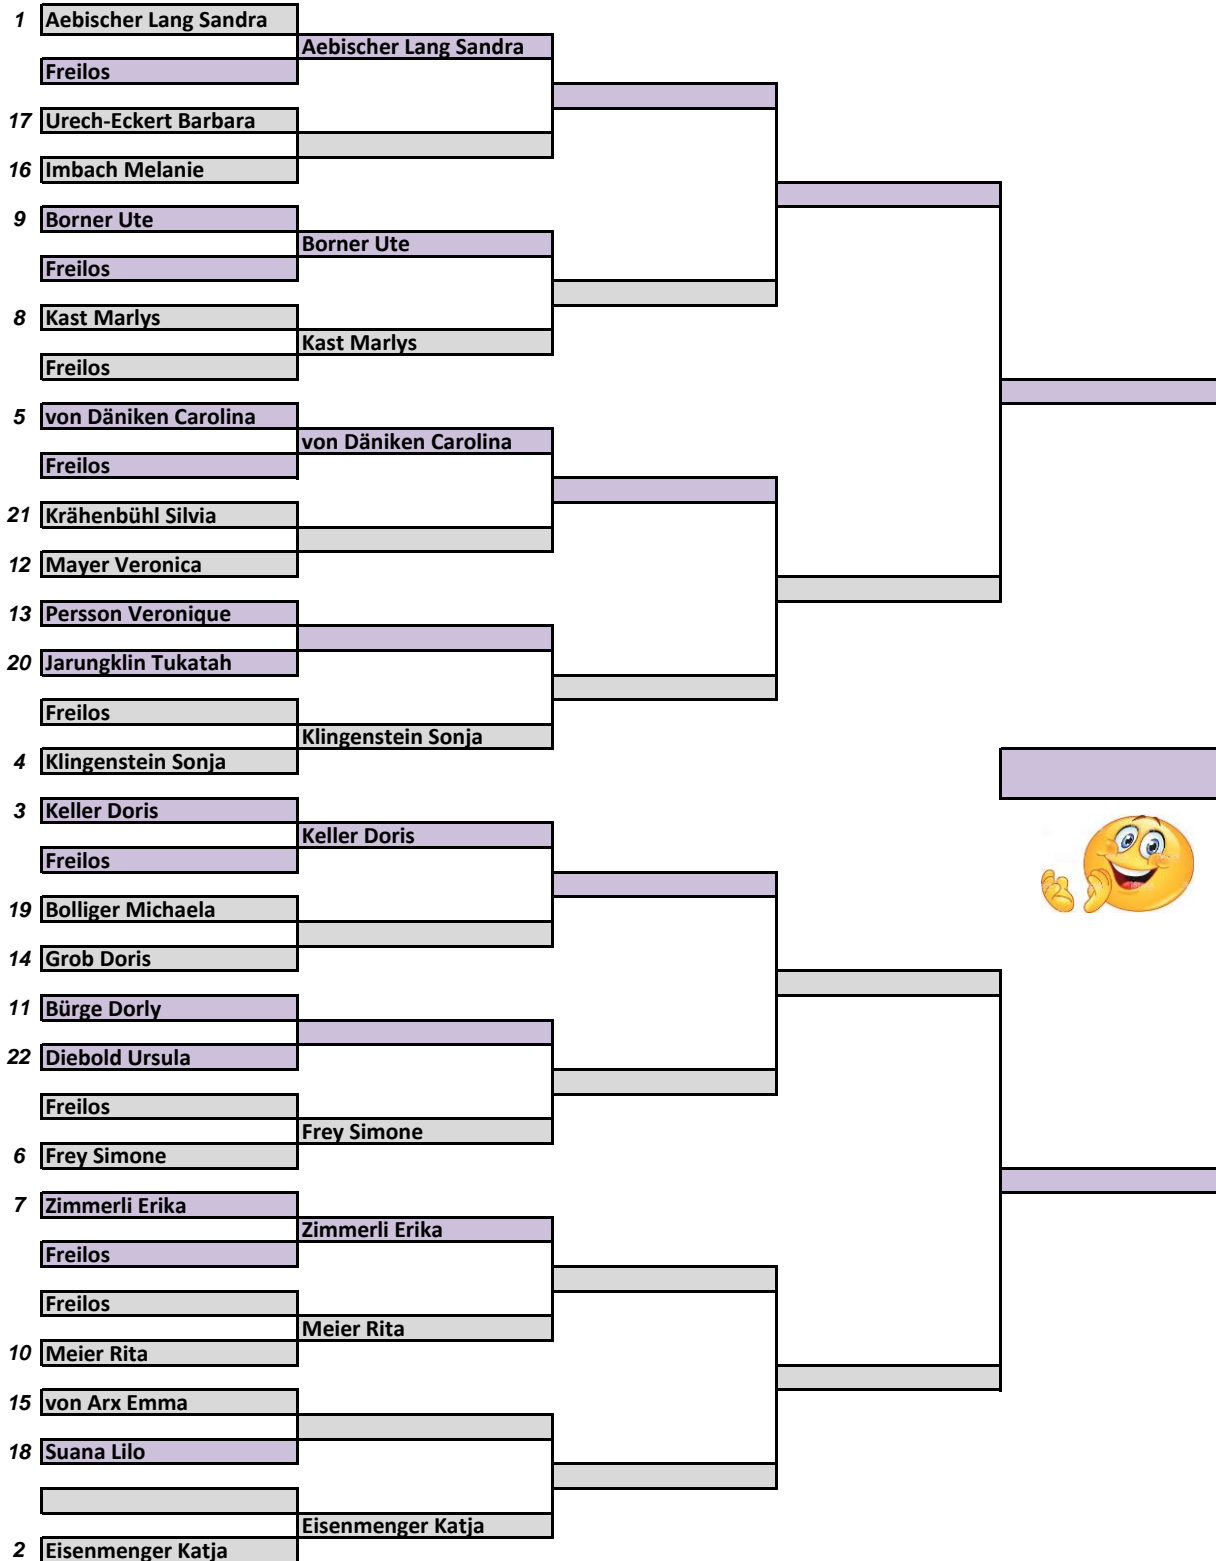 1 Aebischer Lang Sandra
Aebischer Lang Sandra
Freilos
17 Urech-Eckert Barbara
16 Imbach Melanie
9 Borner Ute
Borner Ute
Freilos
8 Kast Marlys
Kast Marlys
Freilos
5 von Däniken Carolina
von Däniken Carolina
Freilos
21 Krähenbühl Silvia
12 Mayer Veronica
13 Persson Veronique
20 Jarungklin Tukatah
Freilos
Klingenstein Sonja
4 Klingenstein Sonja
3 Keller Doris
Keller Doris
Freilos
19 Bolliger Michaela
14 Grob Doris
11 Bürge Dorly
22 Diebold Ursula
Freilos
Frey Simone
6 Frey Simone
7 Zimmerli Erika
Zimmerli Erika
Freilos
Freilos
Meier Rita
10 Meier Rita
15 von Arx Emma
18 Suana Lilo
Eisenmenger Katja
2 Eisenmenger Katja